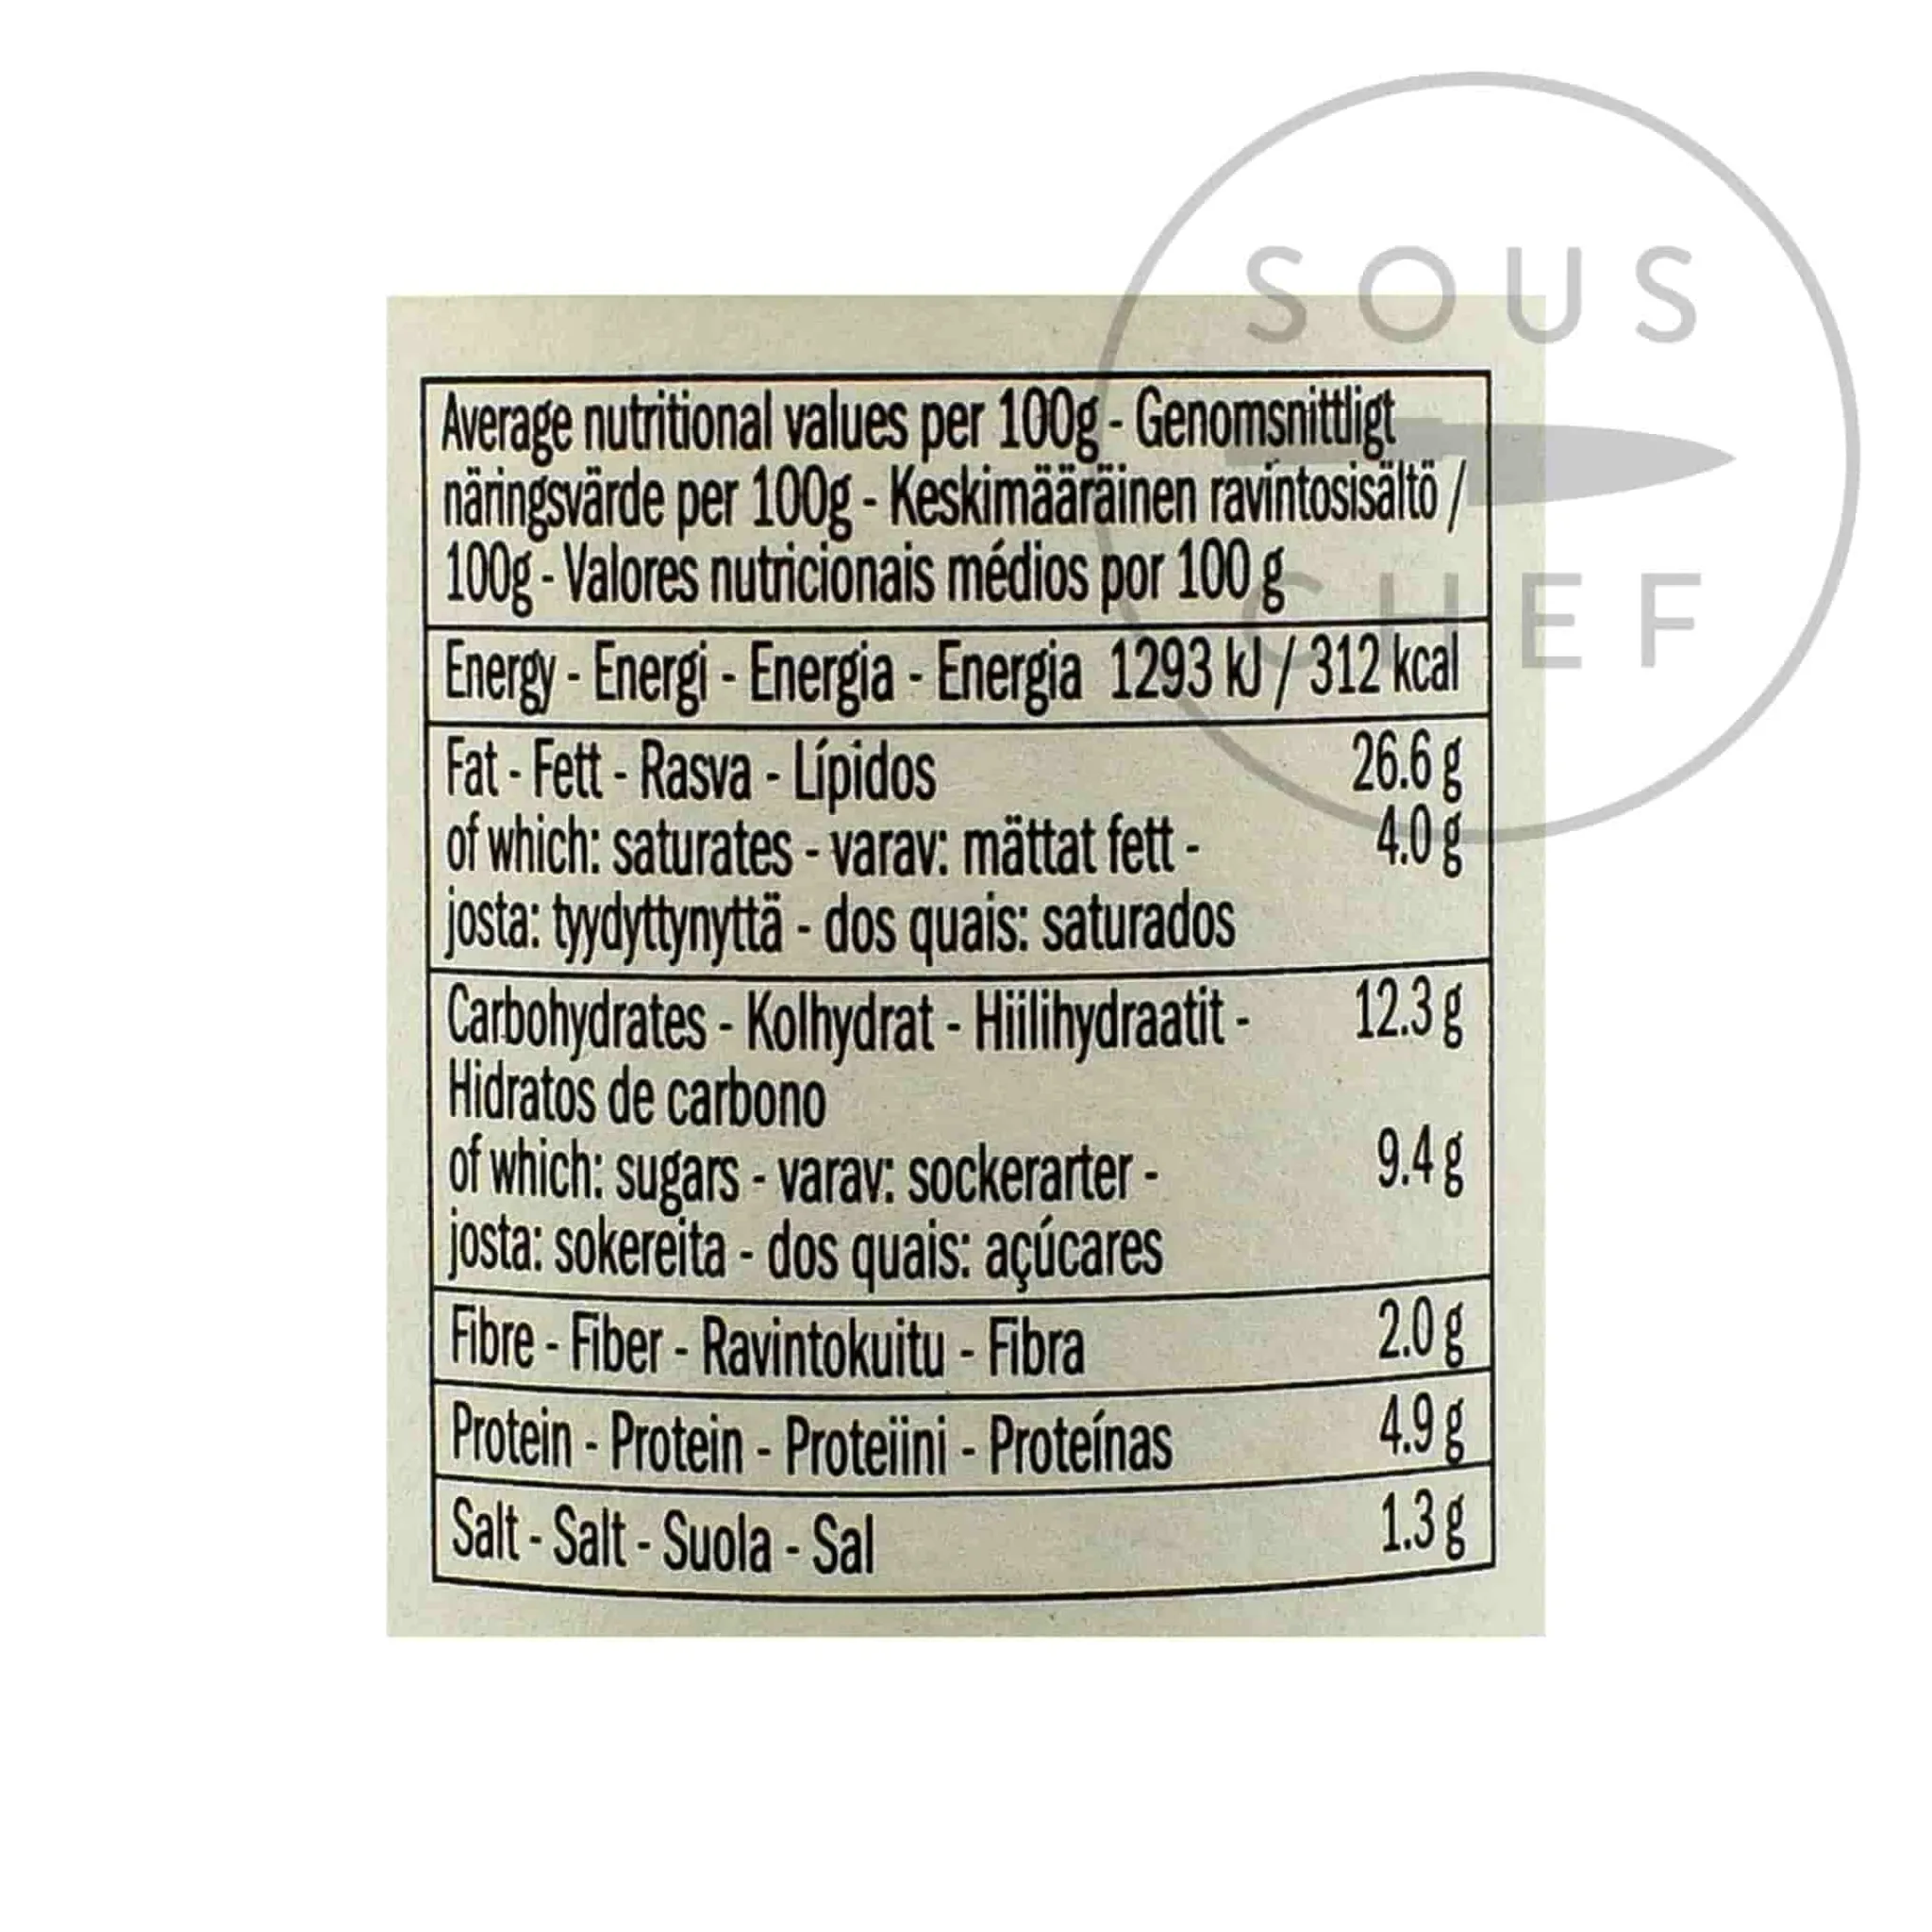 SOUS
CHEF
Average nutritional values per 100g - Genomsnittligt
näringsvärde per 100g - Keskimääräinen ravintosisältö /
100g - Valores nutricionais médios por 100 g
Energy - Energi - Energia - Energia 1293 kJ / 312 kcal
Fat - Fett - Rasva - Lípidos 26.6 g
of which: saturates - varav: mättat fett - 4.0 g
josta: tyydyttynyttä - dos quais: saturados
Carbohydrates - Kolhydrat - Hiilihydraatit - 12.3 g
Hidratos de carbono
of which: sugars - varav: sockerarter - 9.4 g
josta: sokereita - dos quais: açúcares
Fibre - Fiber - Ravintokuitu - Fibra 2.0 g
Protein - Protein - Proteiini - Proteínas 4.9 g
Salt - Salt - Suola - Sal 1.3 g